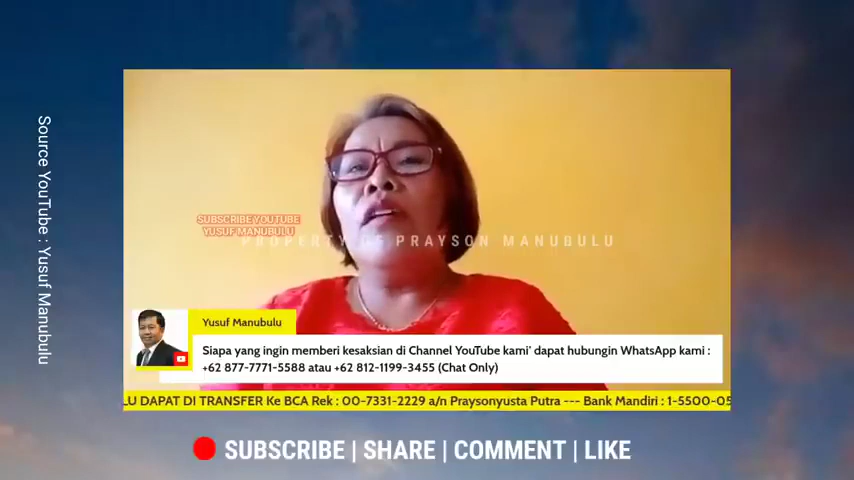 Source YouTube : Yusuf Manubulu
SUBSCRIBE YOUTUBE
YUSUF MANUBULU
PROPERTY OF PRAYSON MANUBULU
Yusuf Manubulu
Siapa yang ingin memberi kesaksian di Channel YouTube kami' dapat hubungin WhatsApp kami :
+62 877-7771-5588 atau +62 812-1199-3455 (Chat Only)
LU DAPAT DI TRANSFER Ke BCA Rek : 00-7331-2229 a/n Praysonyusta Putra --- Bank Mandiri : 1-5500-05
SUBSCRIBE | SHARE | COMMENT | LIKE